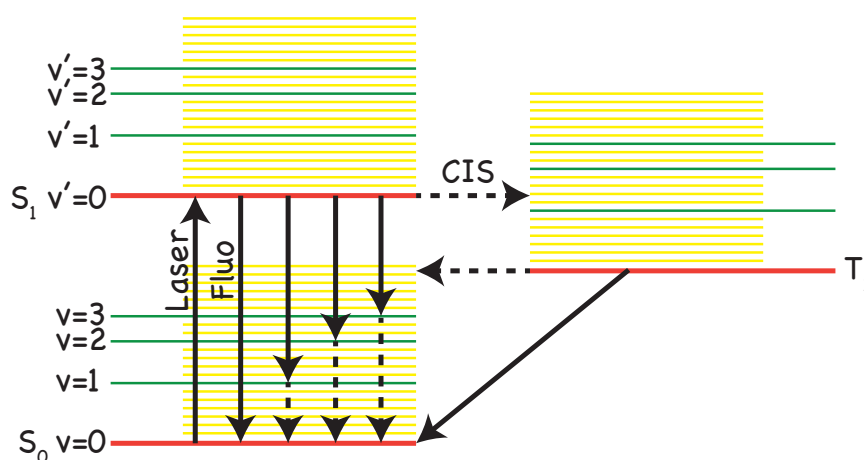 v'=3
v'=2
v'=1
S₁ v'=0
CIS
Laser
Fluo
T
v=3
v=2
v=1
S₀ v=0